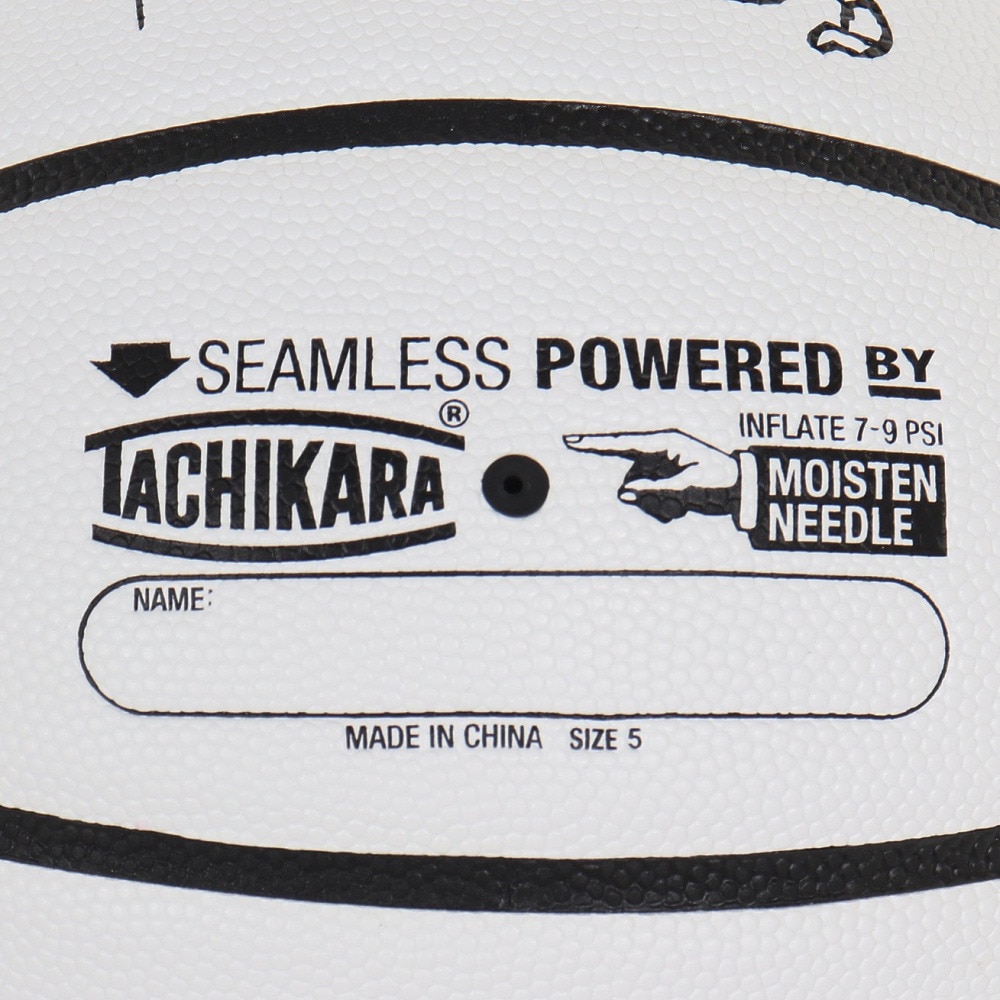 SEAMLESS POWERED BY
TACHIKARA®
INFLATE 7-9 PSI
MOISTEN
NEEDLE
NAME:
MADE IN CHINA SIZE 5